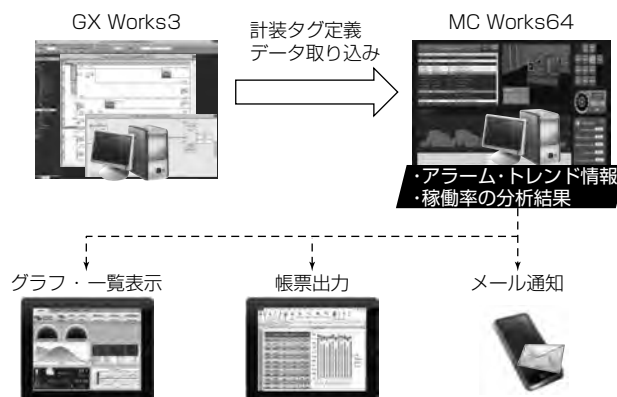 GX Works3
計装タグ定義
データ取り込み
MC Works64
・アラーム・トレンド情報
・稼働率の分析結果
グラフ・一覧表示
帳票出力
メール通知